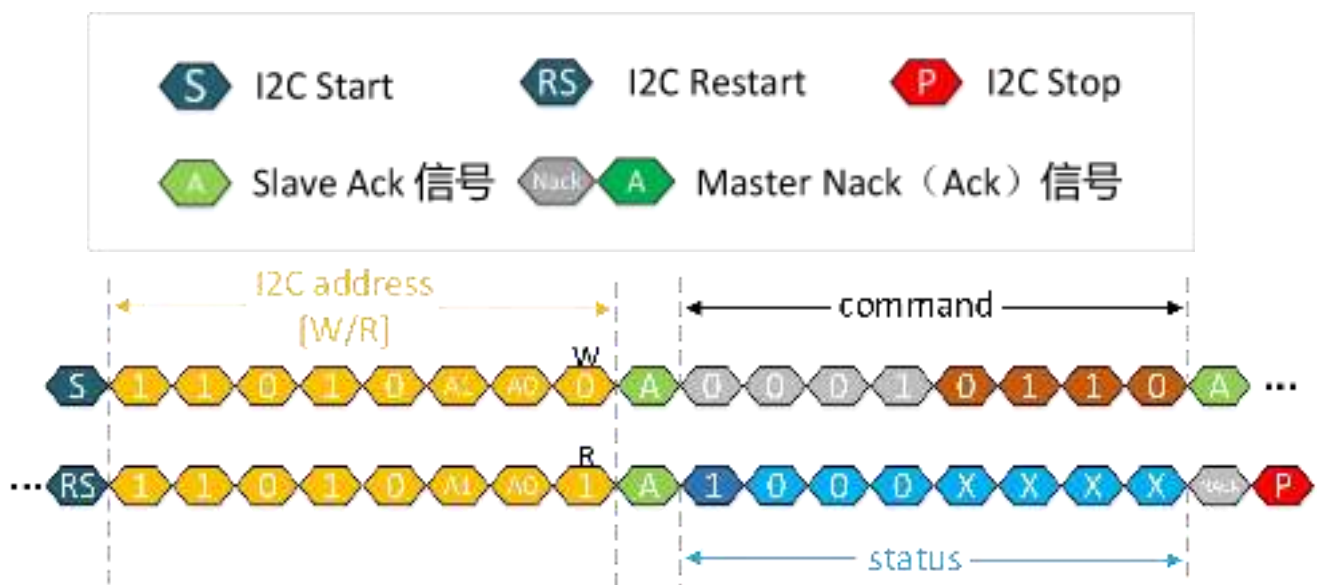 S I2C Start RS I2C Restart P I2C Stop
A Slave Ack 信号 Nack A Master Nack（Ack）信号
I2C address
[W/R]
command
W
S 1 1 0 1 0 A1 A0 0 A 0 0 0 1 0 1 1 0 A ...
R
... RS 1 1 0 1 0 A1 A0 1 A 1 0 0 0 X X X X Nack P
status